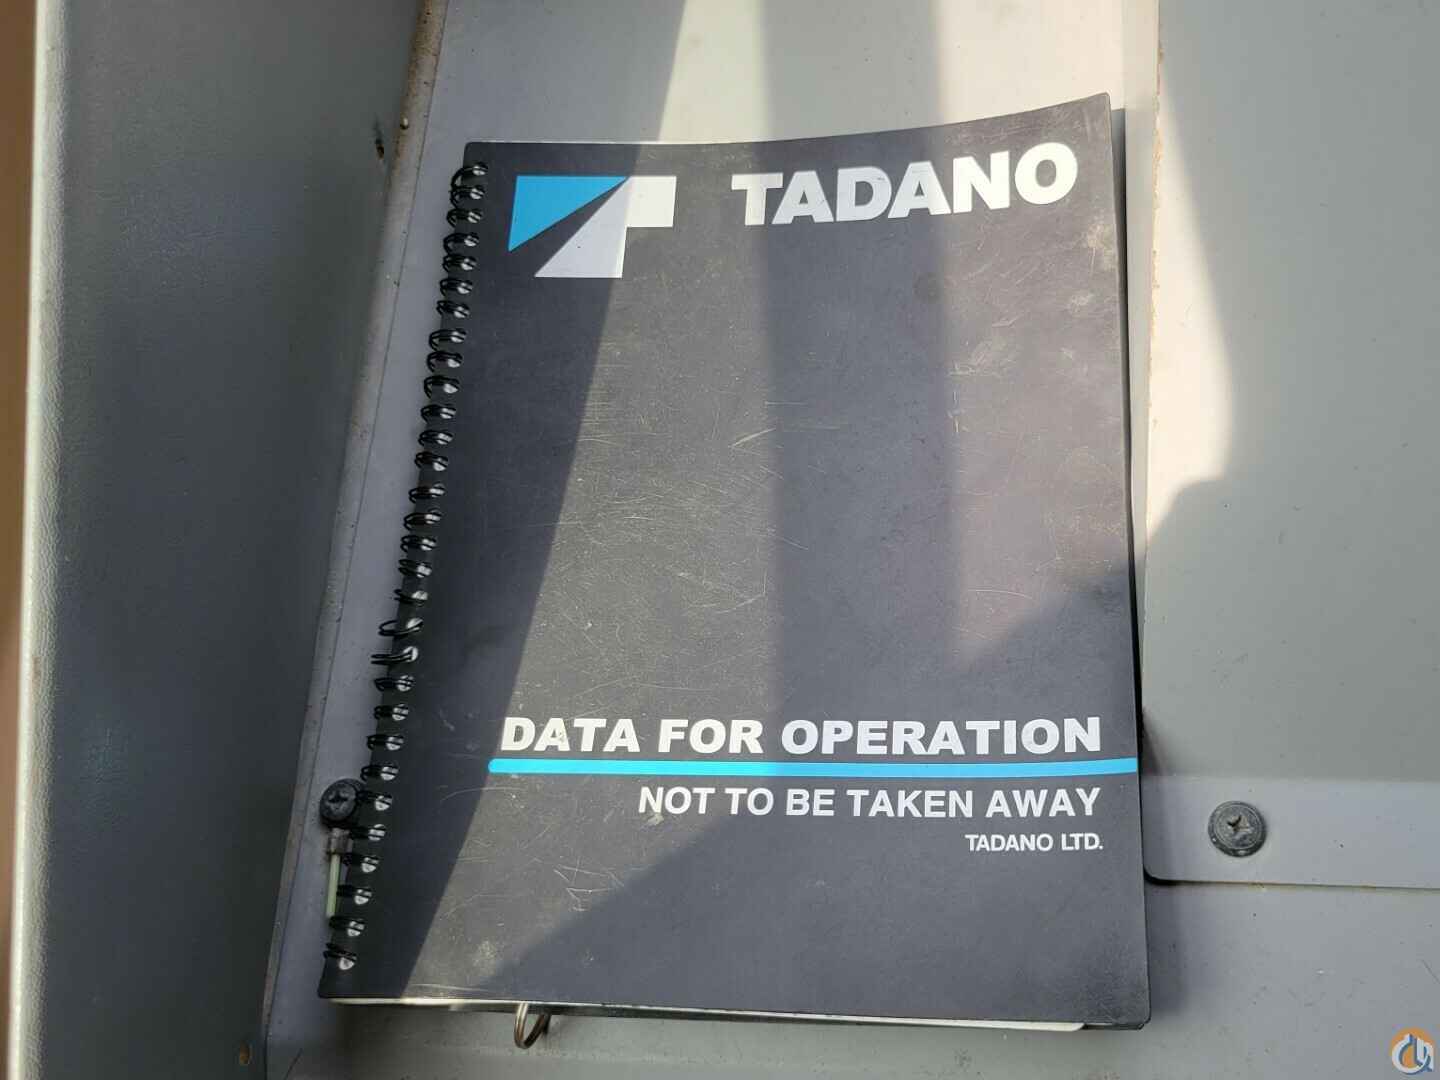 TADANO
DATA FOR OPERATION
NOT TO BE TAKEN AWAY
TADANO LTD.